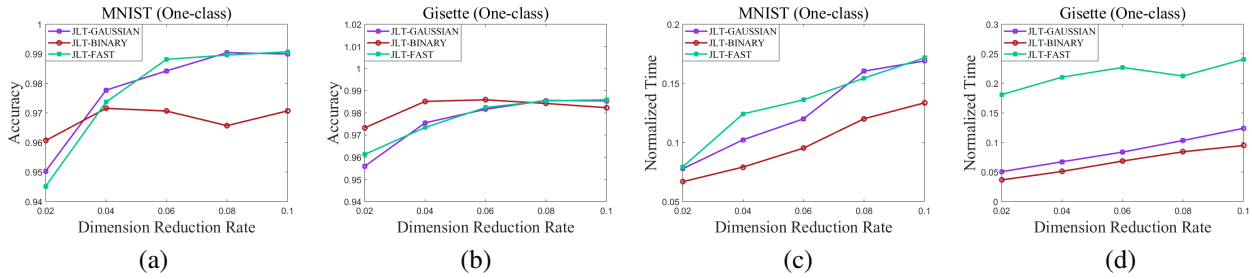 MNIST (One-class)
JLT-GAUSSIAN
JLT-BINARY
JLT-FAST
Accuracy
1
0.99
0.98
0.97
0.96
0.95
0.94
0.02
0.04
0.06
0.08
0.1
Dimension Reduction Rate
(a)
Gisette (One-class)
JLT-GAUSSIAN
JLT-BINARY
JLT-FAST
Accuracy
1.02
1.01
1
0.99
0.98
0.97
0.96
0.95
0.94
0.02
0.04
0.06
0.08
0.1
Dimension Reduction Rate
(b)
MNIST (One-class)
JLT-GAUSSIAN
JLT-BINARY
JLT-FAST
Normalized Time
0.2
0.15
0.1
0.05
0.02
0.04
0.06
0.08
0.1
Dimension Reduction Rate
(c)
Gisette (One-class)
JLT-GAUSSIAN
JLT-BINARY
JLT-FAST
Normalized Time
0.3
0.25
0.2
0.15
0.1
0.05
0
0.02
0.04
0.06
0.08
0.1
Dimension Reduction Rate
(d)